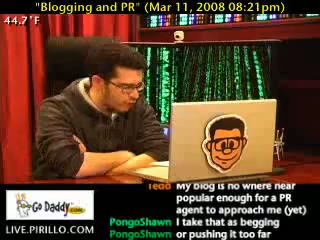 "Blogging and PR" (Mar 11, 2008 08:21pm)
44.7°F
Tedd My blog is no where near
popular enough for a PR
agent to approach me (yet)
PongoShawn I take that as begging
PongoShawn or pushing it too far
Go Daddy.com
LIVE.PIRILLO.COM